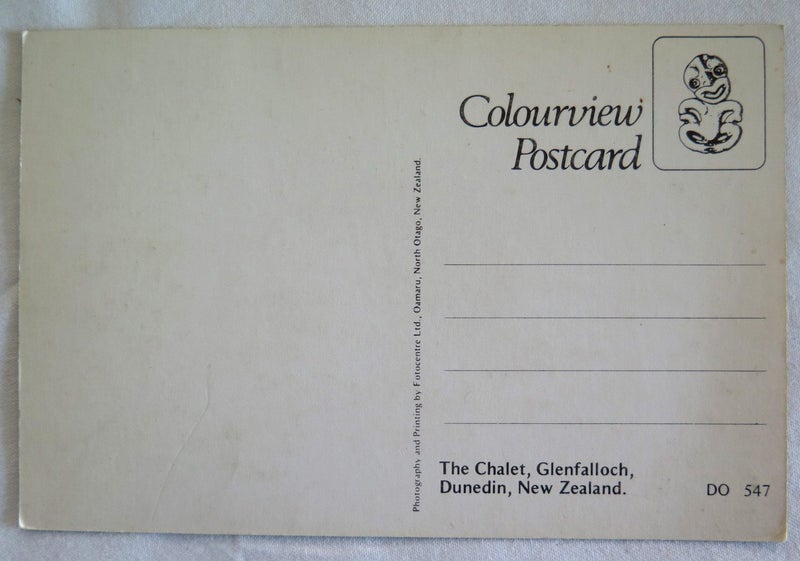 Colourview
Postcard
Photography and Printing by Fotocentre Ltd., Oamaru, North Otago, New Zealand.
The Chalet, Glenfalloch,
Dunedin, New Zealand.
DO 547